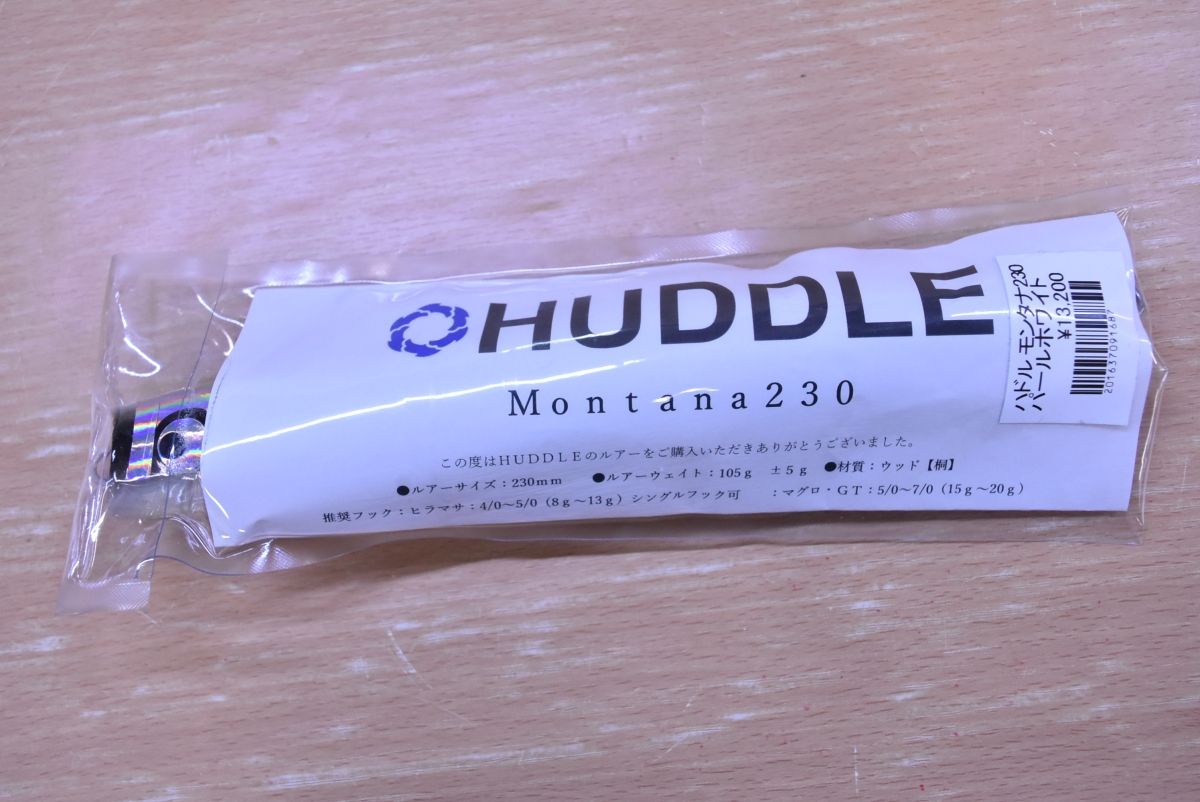 HUDDLE
Montana230
この度はHUDDLEのルアーをご購入いただきありがとうございました。
●ルアーサイズ：230mm ●ルアーウェイト：105g ±5g ●材質：ウッド【桐】
推奨フック：ヒラマサ：4/0〜5/0（8g〜13g）シングルフック可 ：マグロ・GT：5/0〜7/0（15g〜20g）
ハドル モンタナ230
パールホワイト
¥13,200
201637091687